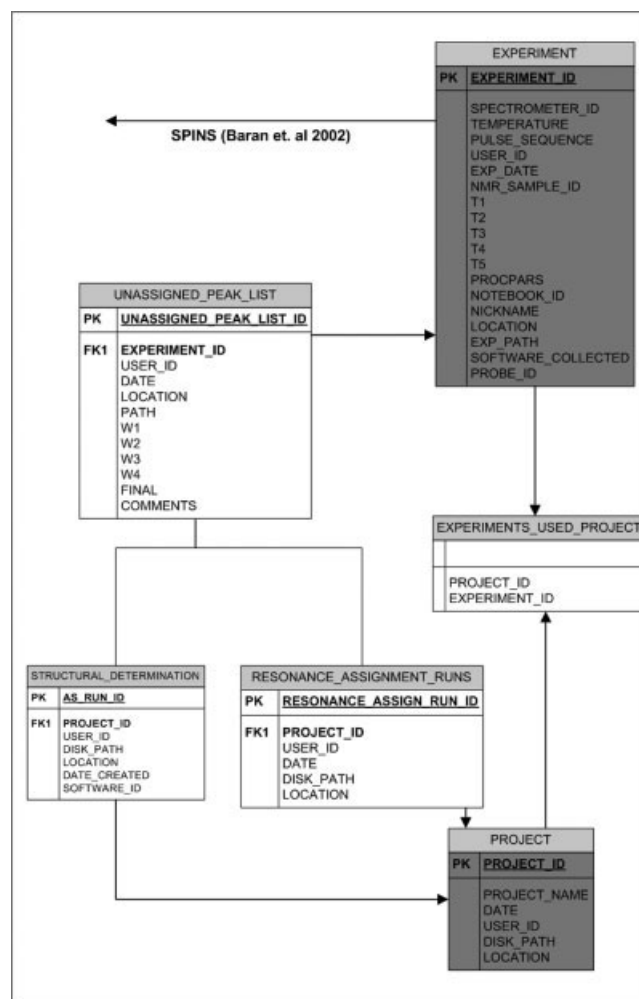 EXPERIMENT
PK EXPERIMENT_ID
SPECTROMETER_ID
TEMPERATURE
PULSE_SEQUENCE
USER_ID
EXP_DATE
NMR_SAMPLE_ID
T1
T2
T3
T4
T5
PROCPARS
NOTEBOOK_ID
NICKNAME
LOCATION
EXP_PATH
SOFTWARE_COLLECTED
PROBE_ID
SPINS (Baran et. al 2002)
UNASSIGNED_PEAK_LIST
PK UNASSIGNED_PEAK_LIST_ID
FK1 EXPERIMENT_ID
USER_ID
DATE
LOCATION
PATH
W1
W2
W3
W4
FINAL
COMMENTS
EXPERIMENTS_USED_PROJECT
PROJECT_ID
EXPERIMENT_ID
STRUCTURAL_DETERMINATION
PK AS_RUN_ID
FK1 PROJECT_ID
USER_ID
DISK_PATH
LOCATION
DATE_CREATED
SOFTWARE_ID
RESONANCE_ASSIGNMENT_RUNS
PK RESONANCE_ASSIGN_RUN_ID
FK1 PROJECT_ID
USER_ID
DATE
DISK_PATH
LOCATION
PROJECT
PK PROJECT_ID
PROJECT_NAME
DATE
USER_ID
DISK_PATH
LOCATION